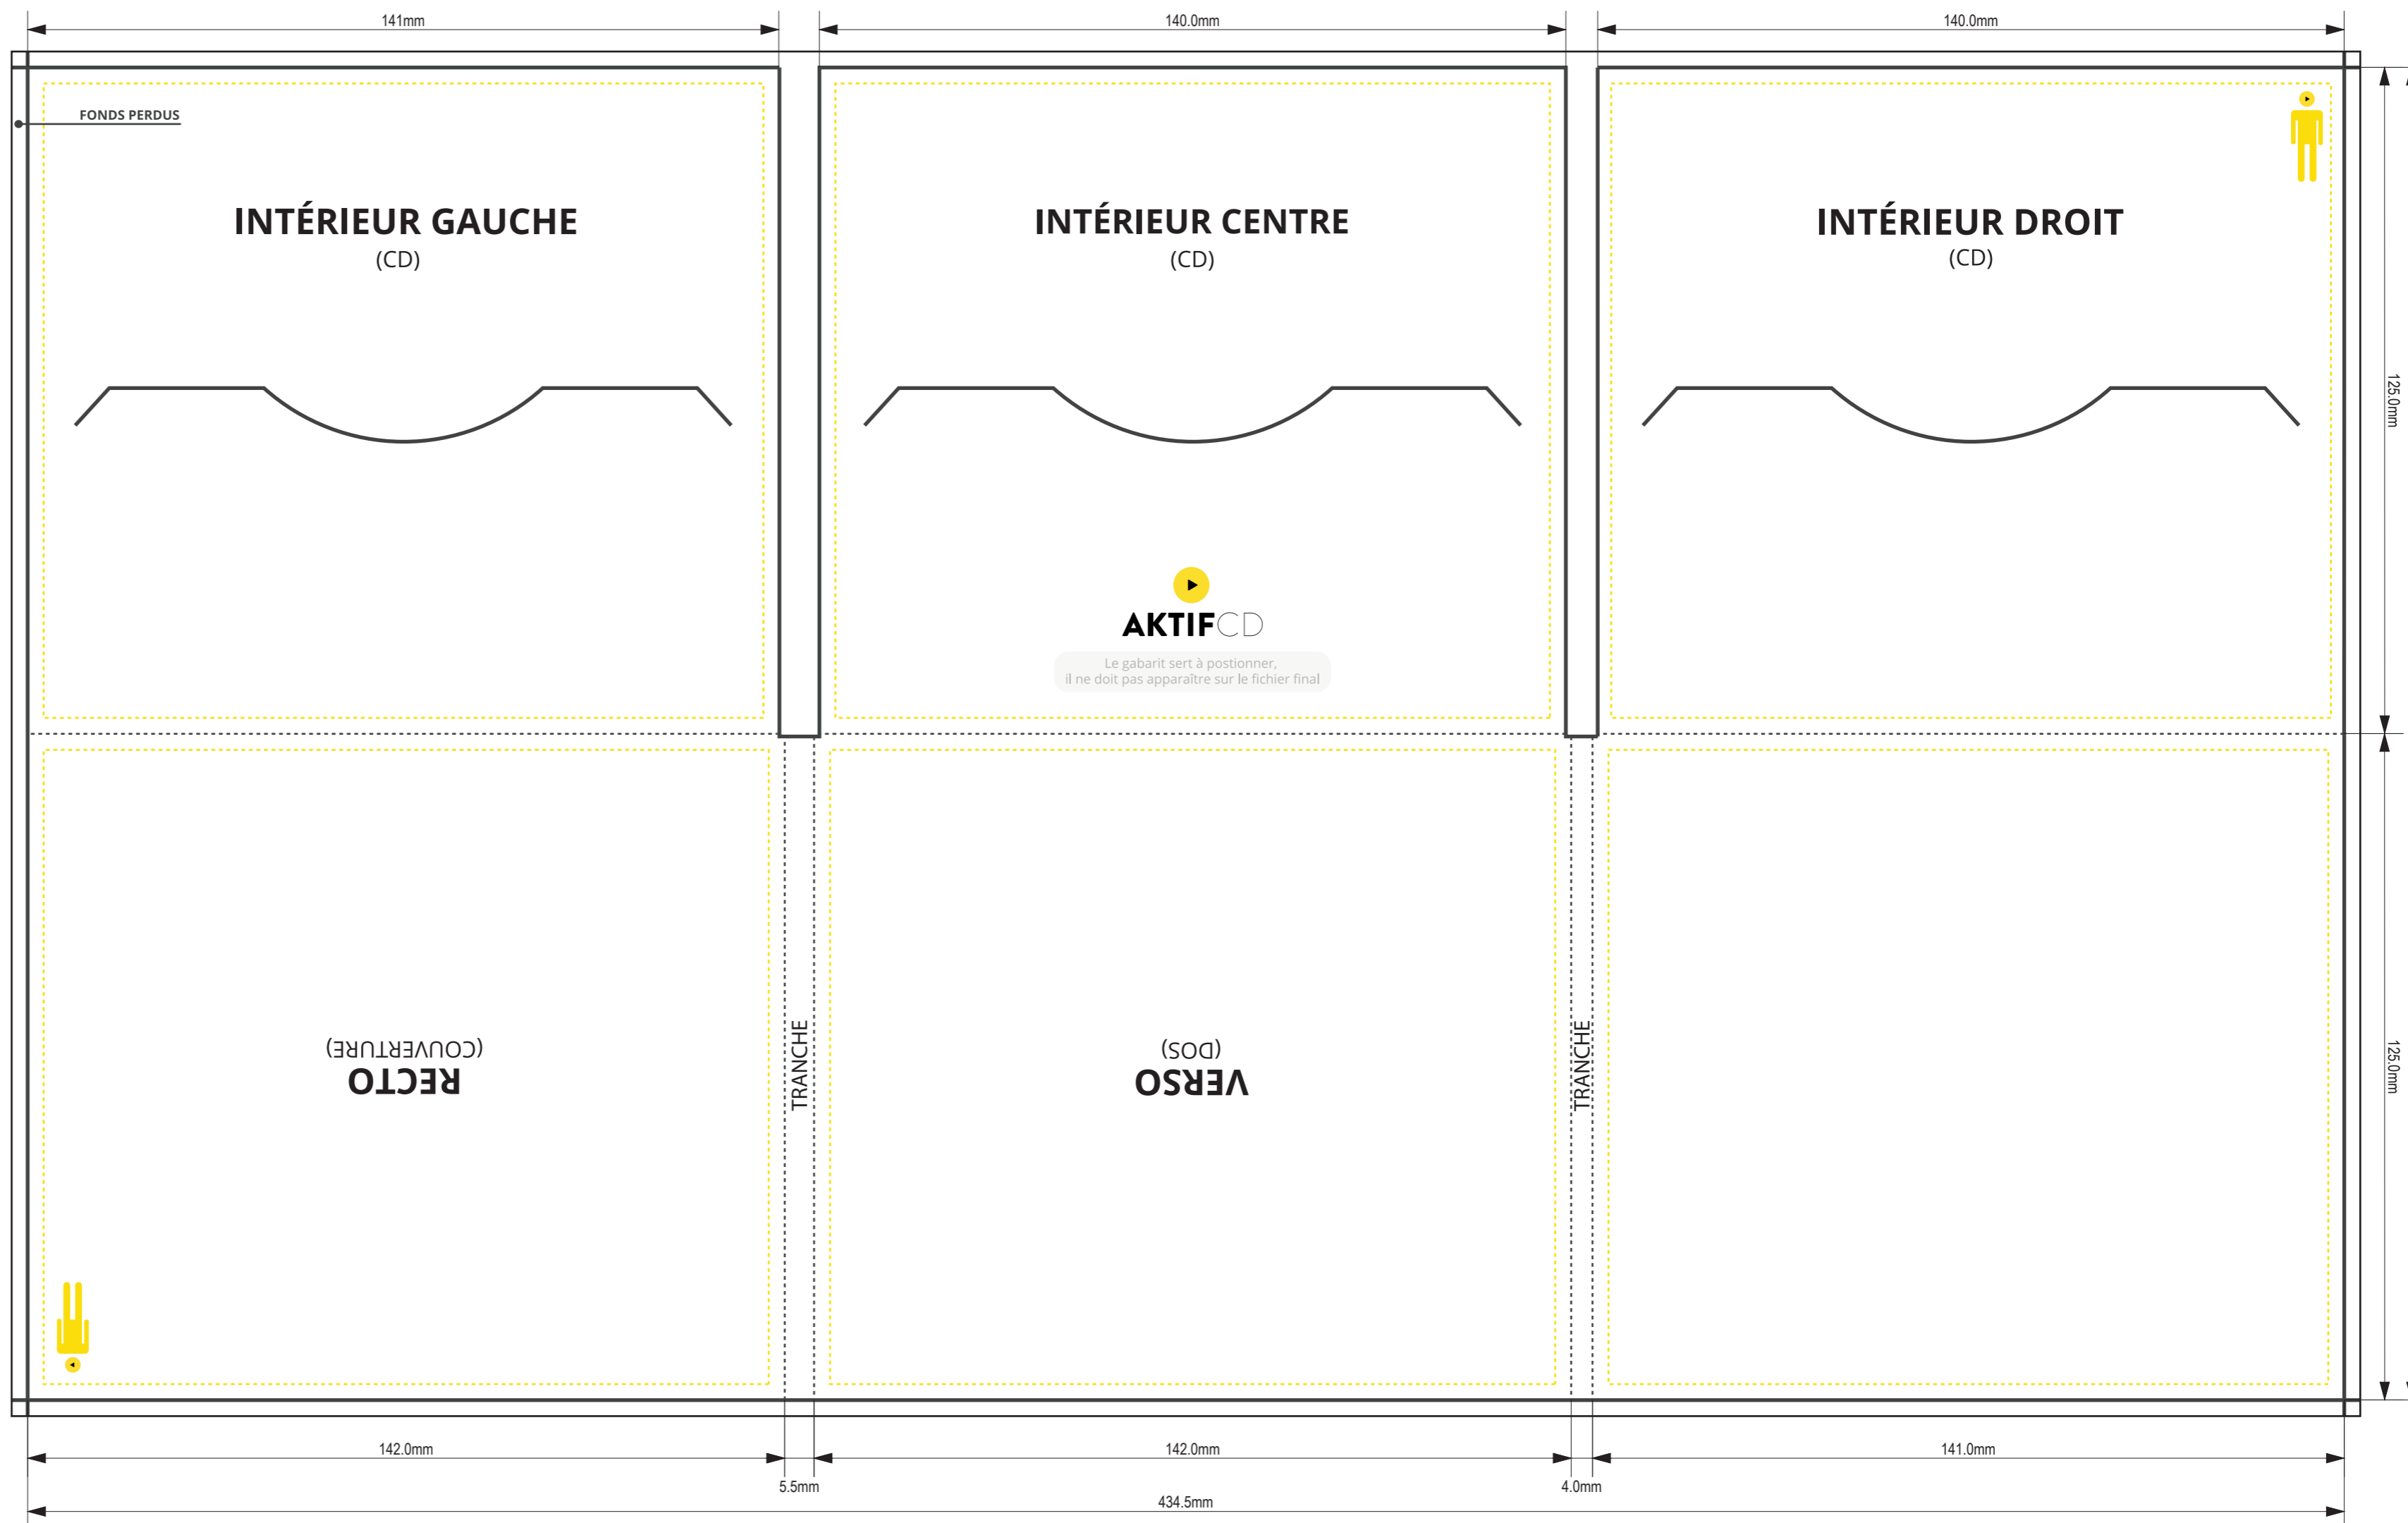 141mm
140.0mm
140.0mm
FONDS PERDUS
INTÉRIEUR GAUCHE
(CD)
INTÉRIEUR CENTRE
(CD)
INTÉRIEUR DROIT
(CD)
125.0mm
AKTIFCD
Le gabarit sert à postionner,
il ne doit pas apparaître sur le fichier final
RECTO
(COUVERTURE)
TRANCHE
VERSO
(DOS)
TRANCHE
125.0mm
142.0mm
142.0mm
141.0mm
5.5mm
4.0mm
434.5mm